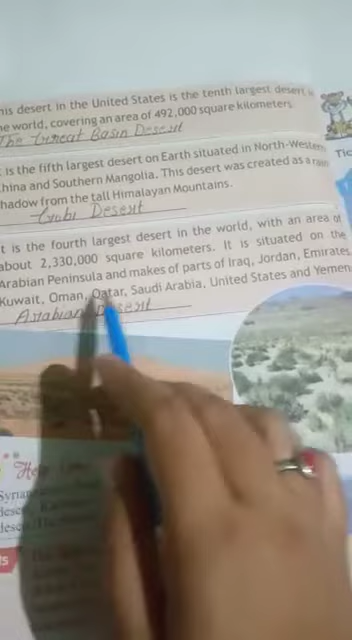 his desert in the United States is the tenth largest desert
he world, covering an area of 492,000 square kilometers.
The Great Basin Desert
t is the fifth largest desert on Earth situated in North-Western
China and Southern Mangolia. This desert was created as a rain
hadow from the tall Himalayan Mountains.
Gobi Desert
Tic
t is the fourth largest desert in the world, with an area of
about 2,330,000 square kilometers. It is situated on the
Arabian Peninsula and makes of parts of Iraq, Jordan, Emirates,
Kuwait, Oman, Qatar, Saudi Arabia, United States and Yemen
Arabian Desert
Syrian